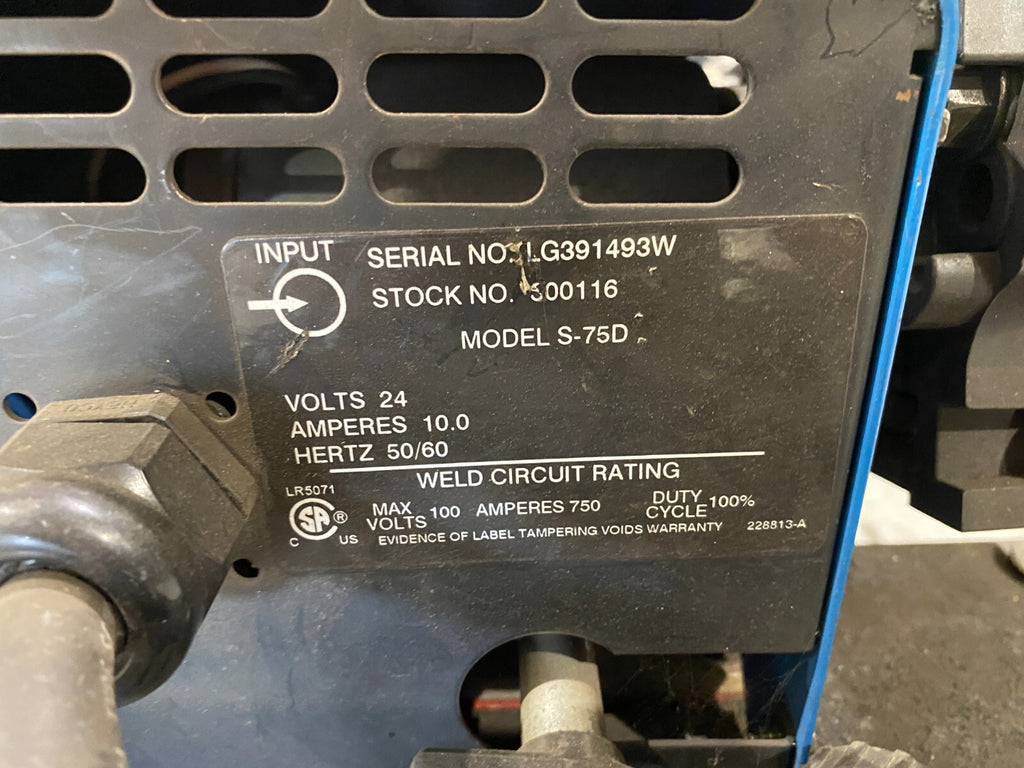 INPUT
SERIAL NO. LG391493W
STOCK NO. 300116
MODEL S-75D
VOLTS 24
AMPERES 10.0
HERTZ 50/60
WELD CIRCUIT RATING
LR5071
MAX VOLTS 100 AMPERES 750 DUTY CYCLE 100%
SA ® C US
EVIDENCE OF LABEL TAMPERING VOIDS WARRANTY 228813-A